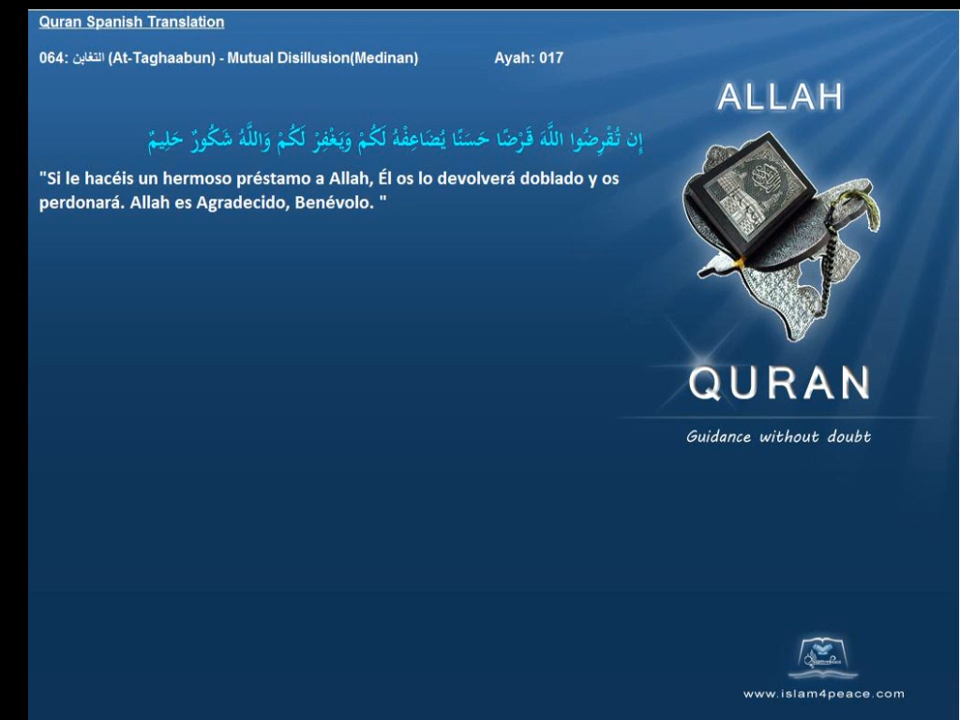 Quran Spanish Translation
064: التغابن (At-Taghaabun) - Mutual Disillusion(Medinan) Ayah: 017
إِن تُقْرِضُوا اللَّهَ قَرْضًا حَسَنًا يُضَاعِفْهُ لَكُمْ وَيَغْفِرْ لَكُمْ وَاللَّهُ شَكُورٌ حَلِيمٌ
"Si le hacéis un hermoso préstamo a Allah, Él os lo devolverá doblado y os
perdonará. Allah es Agradecido, Benévolo. "
ALLAH
QURAN
Guidance without doubt
www.islam4peace.com